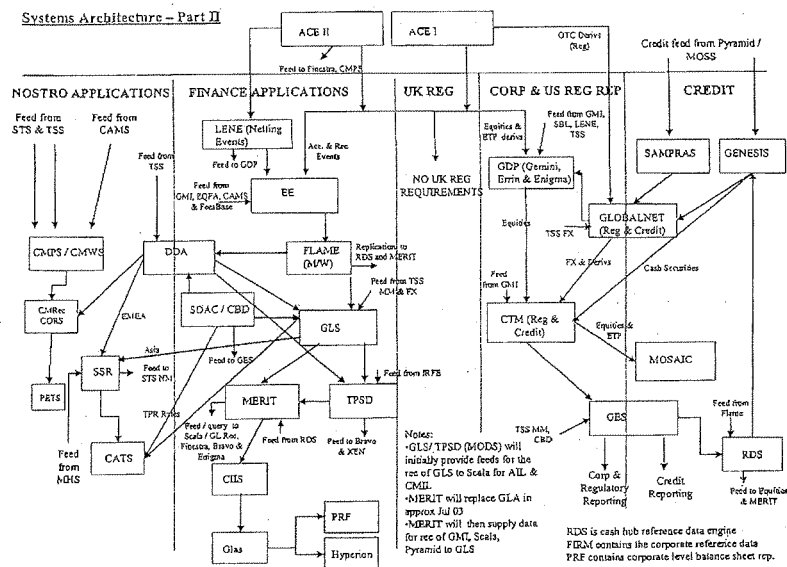 Systems Architecture – Part II
ACE II
ACE I
OTC Derivs
(Reg)
Credit feed from Pyramid /
MOSS
Feed to Finestra, CMPS
NOSTRO APPLICATIONS
FINANCE APPLICATIONS
UK REG
CORP & US REG REP
CREDIT
Feed from
STS & TSS
Feed from
CAMS
LENE (Netting
Events)
Feed to GDP
Acc. & Rec
Events
Equities &
ETP derivs
Feed from GMI,
SBL, LENE,
TSS
Feed from
TSS
Feed from
GMI, EQFA, CAMS
& FocsBase
EE
NO UK REG
REQUIREMENTS
GDP (Gemini,
Errin & Enigma)
SAMPRAS
GENESIS
GLOBALNET
(Reg & Credit)
TSS FX
Equities
CMPS / CMWS
DDA
FLAME
(M/W)
Replication to
RDS and MERIT
FX & Derivs
Cash Securities
Feed
from GMI
Feed from TSS
MM & FX
CMRec
CORS
EMEA
SDAC / CBD
GLS
CTM (Reg &
Credit)
Equities &
ETP
MOSAIC
Asia
Feed to GES
SSR
Feed to
STS NM
Feed from IRFE
PETS
MERIT
TPSD
TPR Rules
Feed from
MHS
CATS
Feed / query to
Scala / GL Rec,
Finestra, Bravo &
Enigma
Feed from RDS
Feed to Bravo
& XEN
TSS MM,
CBD
GES
Feed from
Flame
RDS
Corp &
Regulatory
Reporting
Credit
Reporting
Feed to Equities
& MERIT
Notes:
•GLS/ TPSD (MODS) will
initially provide feeds for the
rec of GLS to Scala for AIL &
CMIL
•MERIT will replace GLA in
approx Jul 03
•MERIT will then supply data
for rec of GMI, Scala,
Pyramid to GLS
CILS
Glas
PRF
Hyperion
RDS is cash hub reference data engine
FIRM contains the corporate reference data
PRF contains corporate level balance sheet rep.